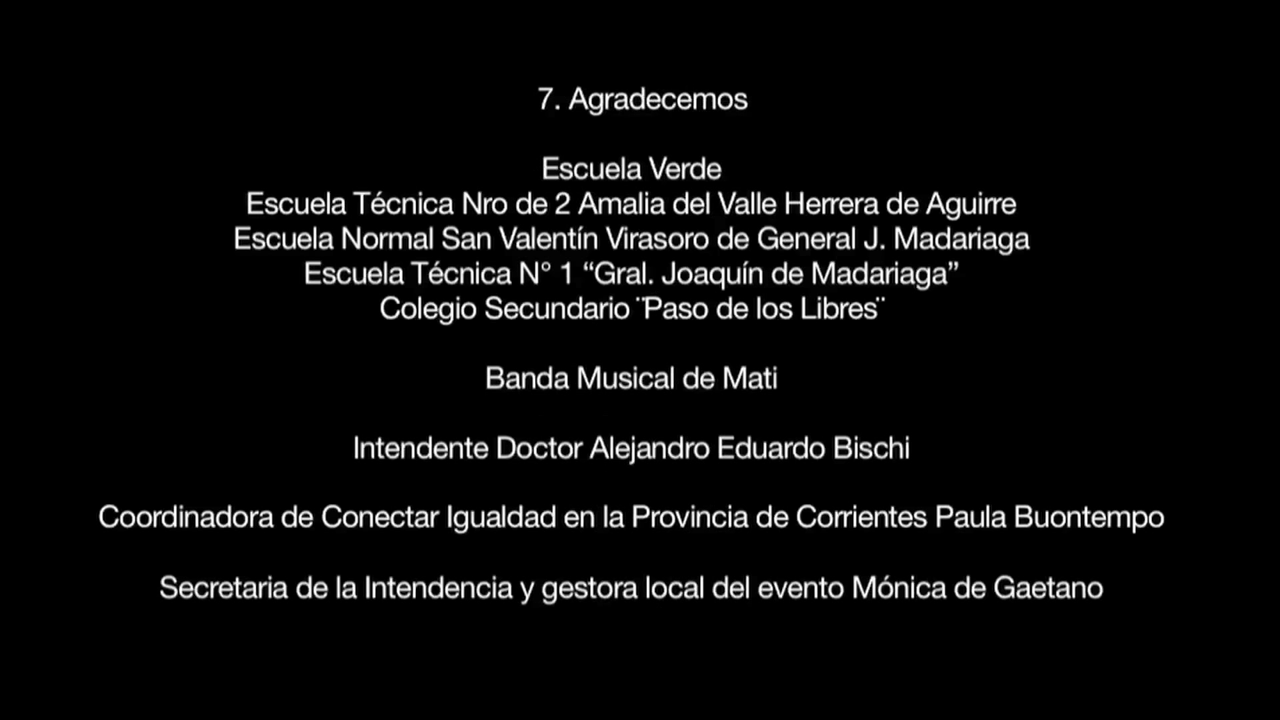 7. Agradecemos
Escuela Verde
Escuela Técnica Nro de 2 Amalia del Valle Herrera de Aguirre
Escuela Normal San Valentín Virasoro de General J. Madariaga
Escuela Técnica N° 1 “Gral. Joaquín de Madariaga”
Colegio Secundario ¨Paso de los Libres¨
Banda Musical de Mati
Intendente Doctor Alejandro Eduardo Bischi
Coordinadora de Conectar Igualdad en la Provincia de Corrientes Paula Buontempo
Secretaria de la Intendencia y gestora local del evento Mónica de Gaetano